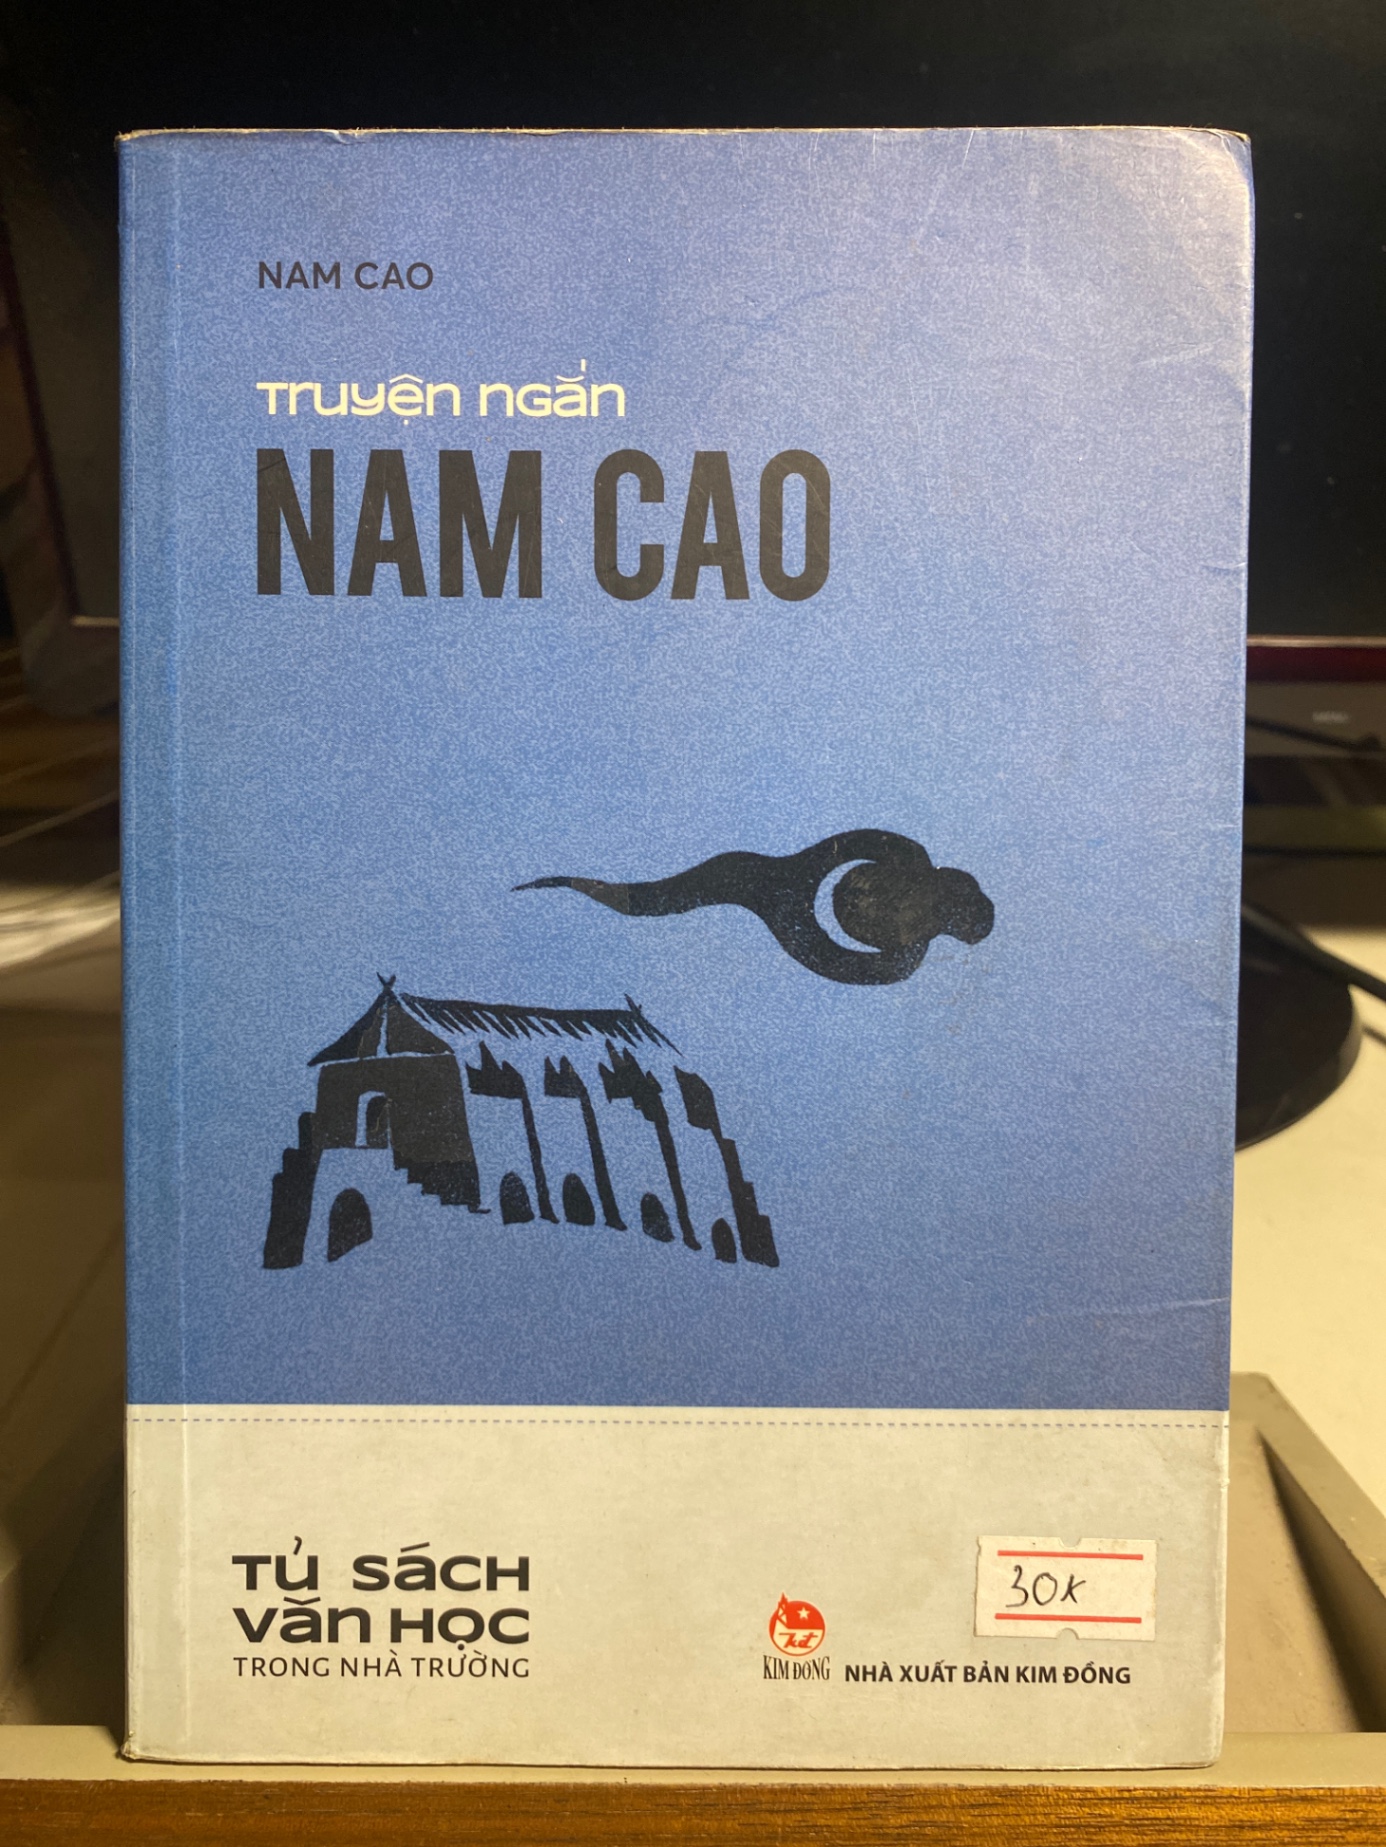 NAM CAO
Truyện ngắn
NAM CAO
TỦ SÁCH
VĂN HỌC
TRONG NHÀ TRƯỜNG
30K
KIM ĐỒNG
NHÀ XUẤT BẢN KIM ĐỒNG